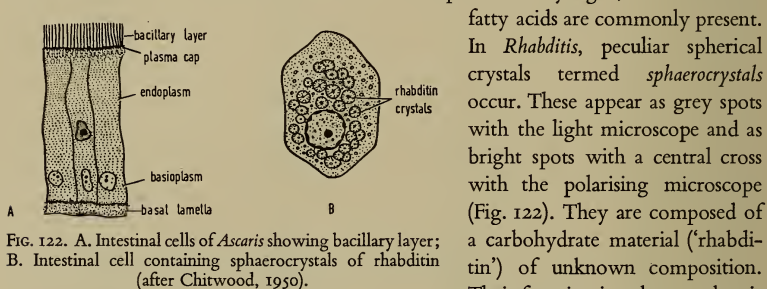 bacillary layer
plasma cap
endoplasm
basioplasm
basal lamella
A
rhabditin
crystals
B
FIG. 122. A. Intestinal cells of Ascaris showing bacillary layer;
B. Intestinal cell containing sphaerocrystals of rhabditin
(after Chitwood, 1950).
fatty acids are commonly present.
In Rhabditis, peculiar spherical
crystals termed sphaerocrystals
occur. These appear as grey spots
with the light microscope and as
bright spots with a central cross
with the polarising microscope
(Fig. 122). They are composed of
a carbohydrate material (‘rhabdi-
tin’) of unknown composition.